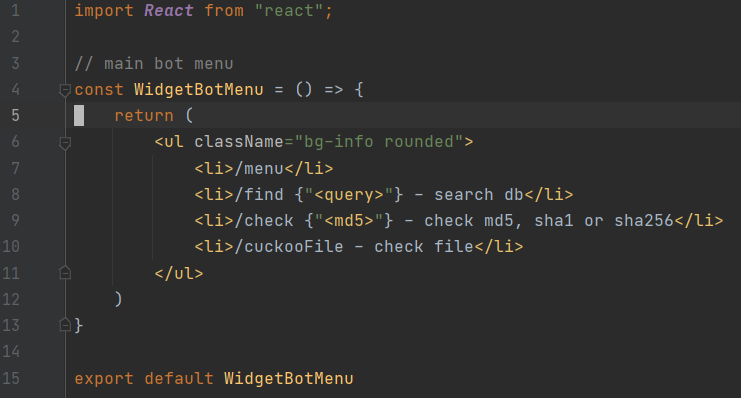 1 import React from "react";
2
3 // main bot menu
4 const WidgetBotMenu = () => {
5     return (
6         <ul className="bg-info rounded">
7             <li>/menu</li>
8             <li>/find {"<query>"} - search db</li>
9             <li>/check {"<md5>"} - check md5, sha1 or sha256</li>
10             <li>/cuckooFile - check file</li>
11         </ul>
12     )
13 }
14
15 export default WidgetBotMenu